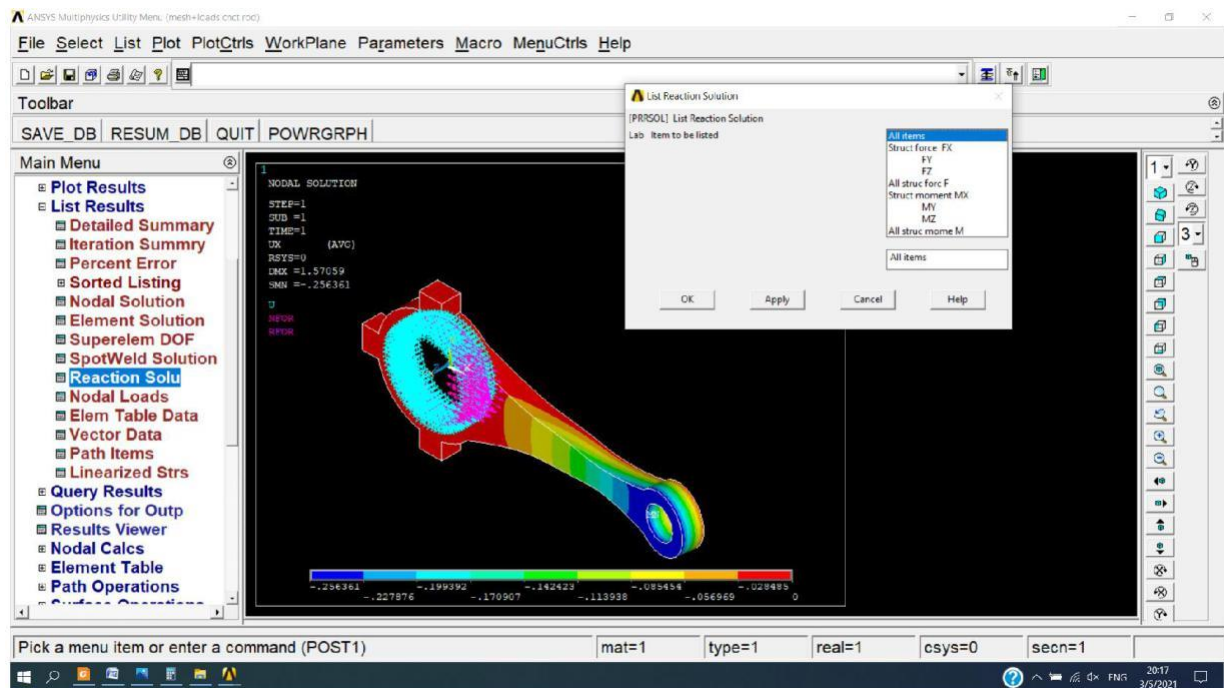 ANSYS Multiphysics Utility Menu (mesh+loads cnct rod)
File Select List Plot PlotCtrls WorkPlane Parameters Macro MenuCtrls Help
Toolbar
SAVE_DB RESUM_DB QUIT POWRGRPH
Main Menu
Plot Results
List Results
Detailed Summary
Iteration Summry
Percent Error
Sorted Listing
Nodal Solution
Element Solution
Superelem DOF
SpotWeld Solution
Reaction Solu
Nodal Loads
Elem Table Data
Vector Data
Path Items
Linearized Strs
Query Results
Options for Outp
Results Viewer
Nodal Calcs
Element Table
Path Operations
1
NODAL SOLUTION
STEP=1
SUB =1
TIME=1
UX (AVG)
RSYS=0
DMX =1.57059
SMN =-.256361
U
NFOR
RFOR
-.256361 -.199392 -.142423 -.085454 -.028485
-.227876 -.170907 -.113938 -.056969 0
List Reaction Solution
[PRRSOL] List Reaction Solution
Lab Item to be listed
All items
Struct force FX
FY
FZ
All struc forc F
Struct moment MX
MY
MZ
All struc mome M
All items
OK Apply Cancel Help
1
3
Pick a menu item or enter a command (POST1) mat=1 type=1 real=1 csys=0 secn=1
ENG
20:17
3/5/2021